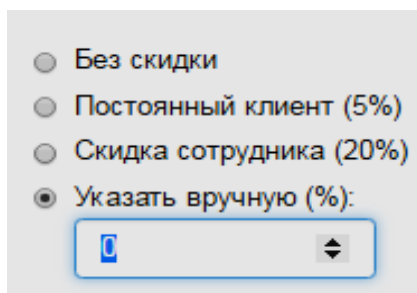 Без скидки
Постоянный клиент (5%)
Скидка сотрудника (20%)
Указать вручную (%):
0